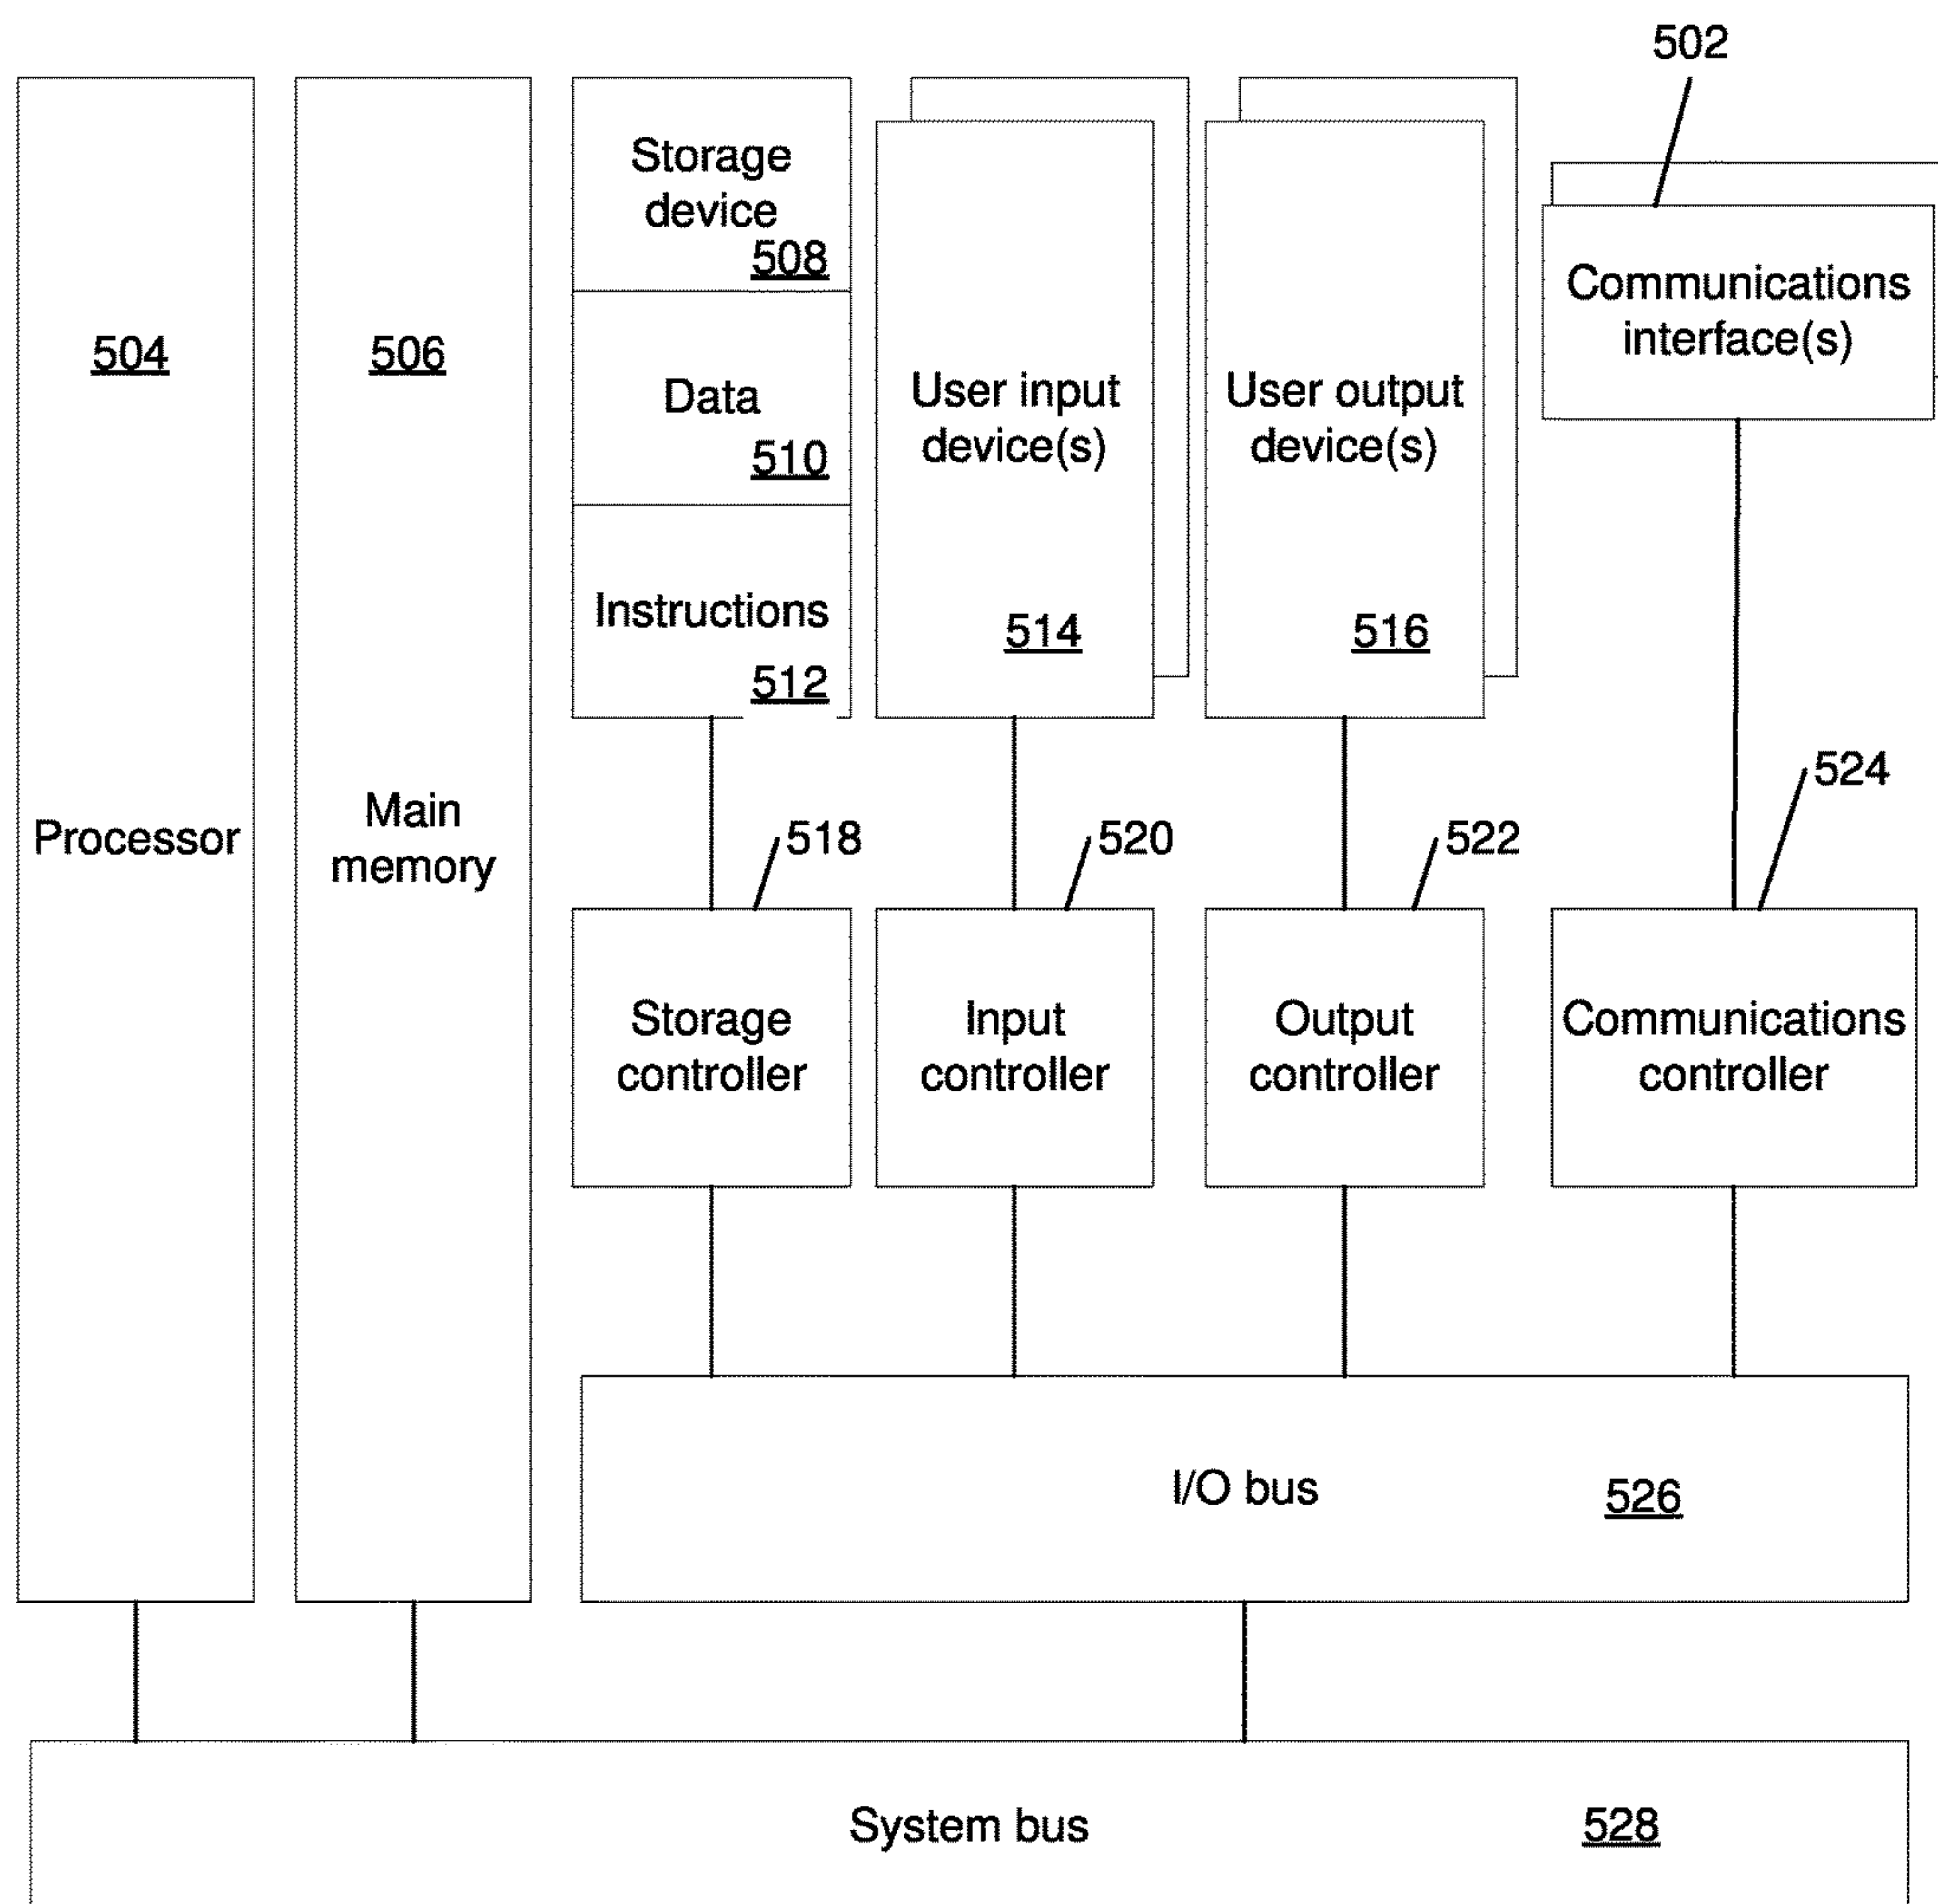 502
Storage
device
508
Communications
interface(s)
504
506
Data
510
User input
device(s)
User output
device(s)
Instructions
512
514
516
Processor
Main
memory
518
520
522
524
Storage
controller
Input
controller
Output
controller
Communications
controller
I/O bus
526
System bus
528